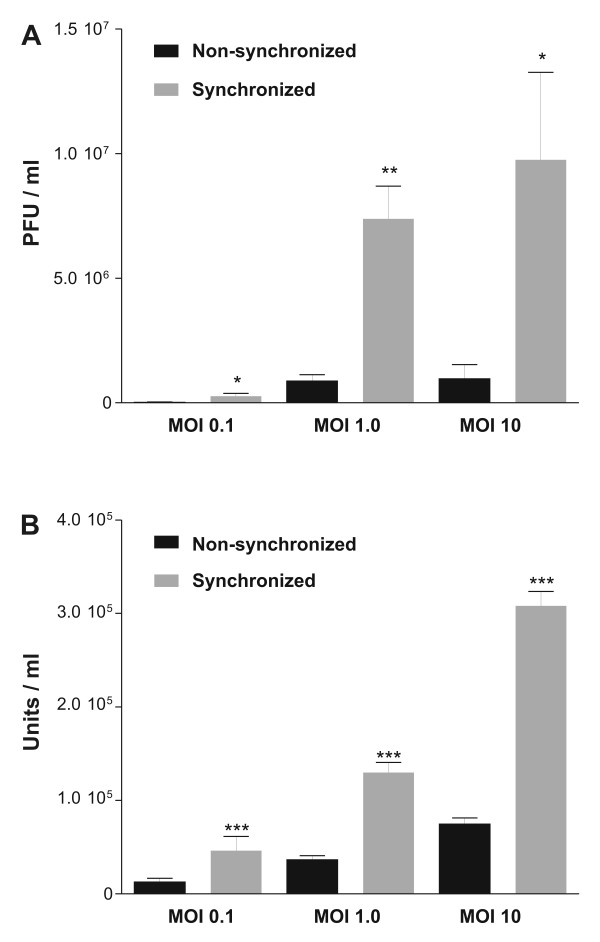 A
1.5 10⁷
Non-synchronized
Synchronized
*
**
*
1.0 10⁷
5.0 10⁶
0
PFU / ml
MOI 0.1 MOI 1.0 MOI 10
B
4.0 10⁵
Non-synchronized
Synchronized
***
***
***
3.0 10⁵
2.0 10⁵
1.0 10⁵
0
Units / ml
MOI 0.1 MOI 1.0 MOI 10